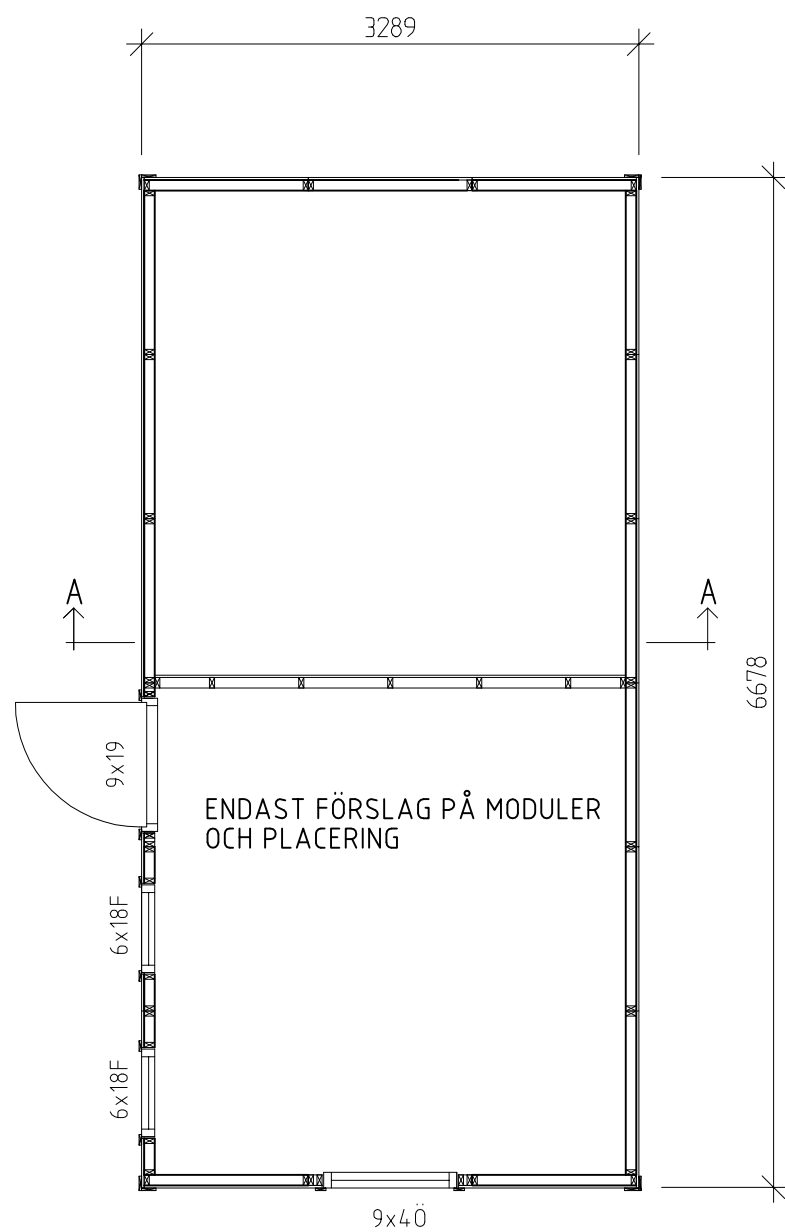 3289
A
A
6678
9x19
ENDAST FÖRSLAG PÅ MODULER
OCH PLACERING
6x18F
6x18F
9x4Ö